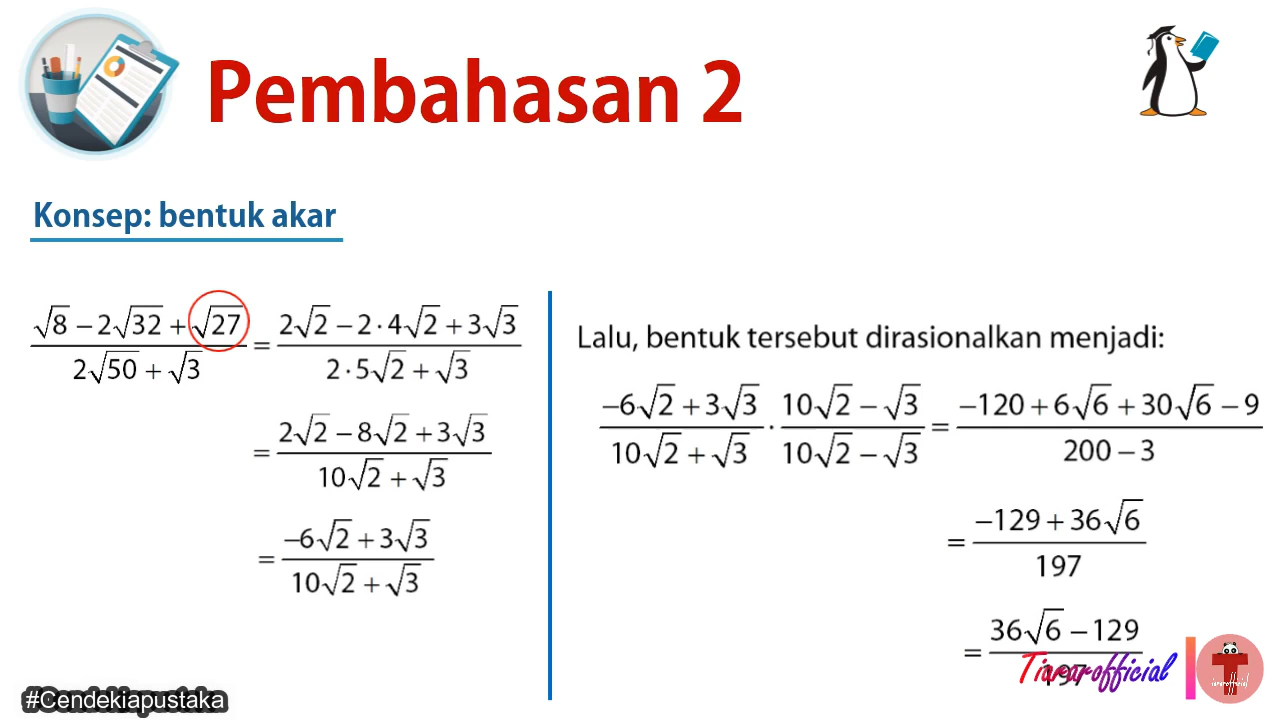 Pembahasan 2
Konsep: bentuk akar
(√8 − 2√32 + √27)/(2√50 + √3) = (2√2 − 2·4√2 + 3√3)/(2·5√2 + √3)
= (2√2 − 8√2 + 3√3)/(10√2 + √3)
= (−6√2 + 3√3)/(10√2 + √3)
Lalu, bentuk tersebut dirasionalkan menjadi:
(−6√2 + 3√3)/(10√2 + √3) · (10√2 − √3)/(10√2 − √3) = (−120 + 6√6 + 30√6 − 9)/(200 − 3)
= (−129 + 36√6)/197
= (36√6 − 129)/197
Tiararofficial
T
tiararofficial
#Cendekiapustaka